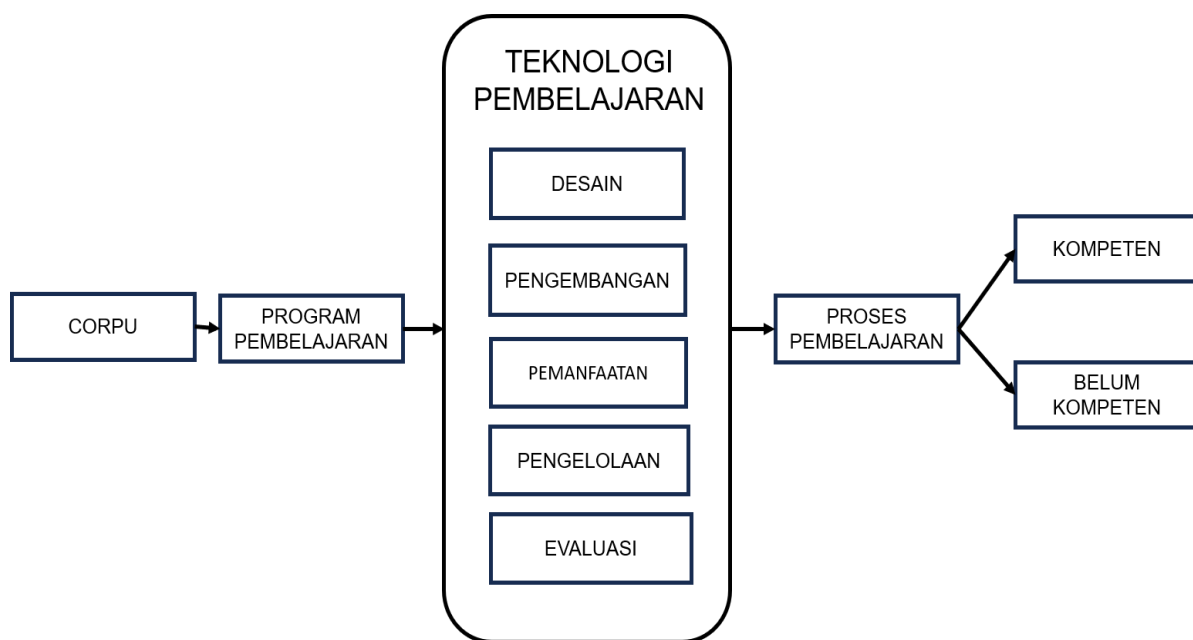 CORPU
PROGRAM
PEMBELAJARAN
TEKNOLOGI
PEMBELAJARAN
DESAIN
PENGEMBANGAN
PEMANFAATAN
PENGELOLAAN
EVALUASI
PROSES
PEMBELAJARAN
KOMPETEN
BELUM
KOMPETEN